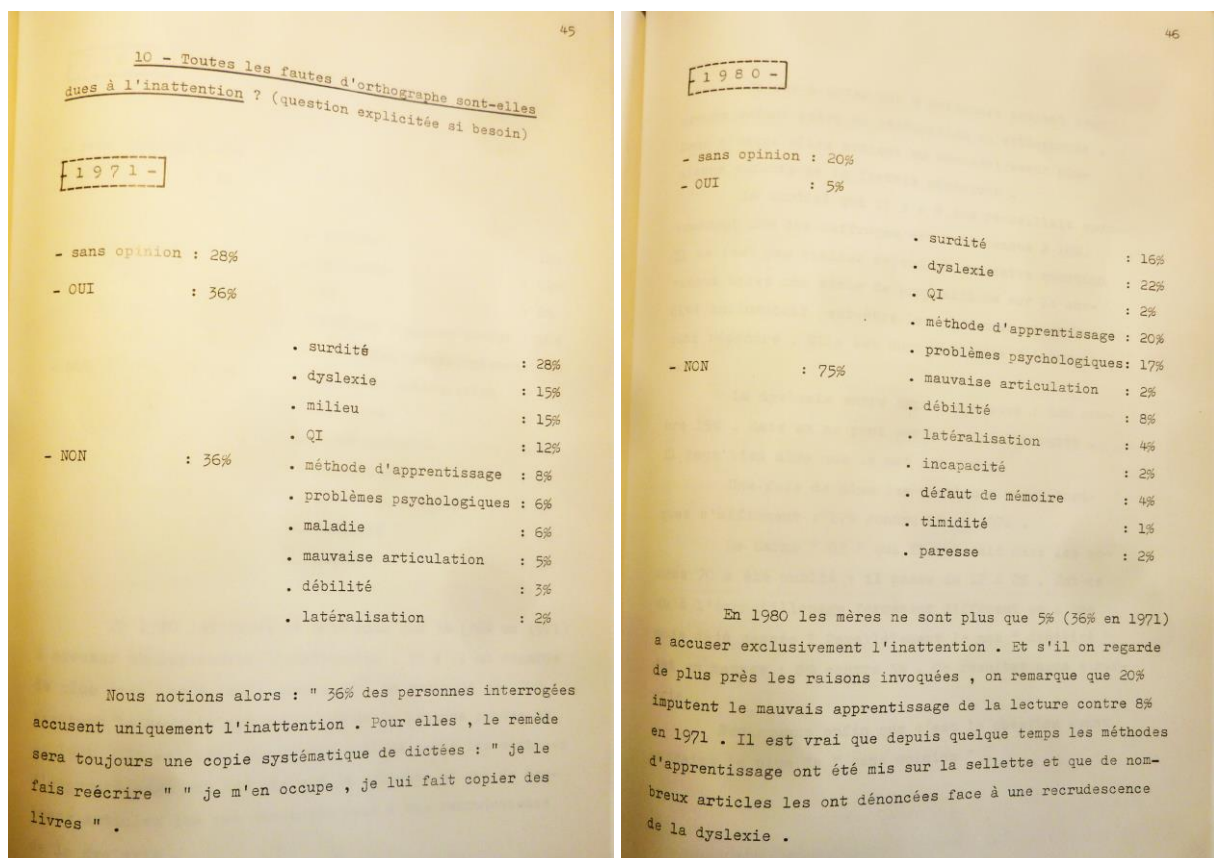 45
10 - Toutes les fautes d'orthographe sont-elles
dues à l'inattention ? (question explicitée si besoin)
- 1 9 7 1 -
- sans opinion : 28%
- OUI : 36%
. surdité : 28%
. dyslexie : 15%
. milieu : 15%
. QI : 12%
- NON : 36%
. méthode d'apprentissage : 8%
. problèmes psychologiques : 6%
. maladie : 6%
. mauvaise articulation : 5%
. débilité : 3%
. latéralisation : 2%
Nous notions alors : " 36% des personnes interrogées
accusent uniquement l'inattention . Pour elles , le remède
sera toujours une copie systématique de dictées : " je le
fais reécrire " " je m'en occupe , je lui fait copier des
livres " .
46
- 1 9 8 0 -
- sans opinion : 20%
- OUI : 5%
. surdité : 16%
. dyslexie : 22%
. QI : 2%
. méthode d'apprentissage : 20%
. problèmes psychologiques: 17%
- NON : 75%
. mauvaise articulation : 2%
. débilité : 8%
. latéralisation : 4%
. incapacité : 2%
. défaut de mémoire : 4%
. timidité : 1%
. paresse : 2%
En 1980 les mères ne sont plus que 5% (36% en 1971)
a accuser exclusivement l'inattention . Et s'il on regarde
de plus près les raisons invoquées , on remarque que 20%
imputent le mauvais apprentissage de la lecture contre 8%
en 1971 . Il est vrai que depuis quelque temps les méthodes
d'apprentissage ont été mis sur la sellette et que de nom-
breux articles les ont dénoncées face à une recrudescence
de la dyslexie .